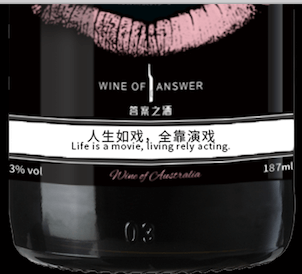 WINE OF ANSWER
答案之酒
人生如戏，全靠演戏
Life is a movie, living rely acting.
3% vol
Wine of Australia
187ml
03